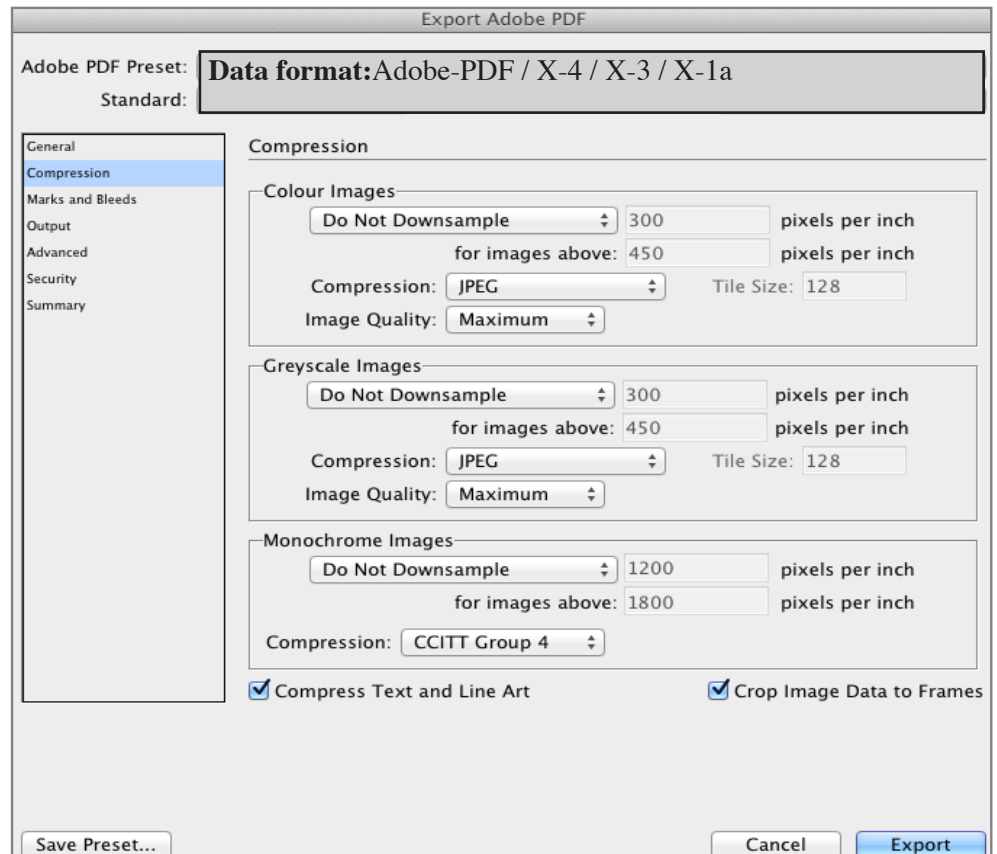 Export Adobe PDF
Adobe PDF Preset:
Data format:Adobe-PDF / X-4 / X-3 / X-1a
Standard:
General
Compression
Marks and Bleeds
Output
Advanced
Security
Summary
Compression
Colour Images
Do Not Downsample 300 pixels per inch
for images above: 450 pixels per inch
Compression: JPEG Tile Size: 128
Image Quality: Maximum
Greyscale Images
Do Not Downsample 300 pixels per inch
for images above: 450 pixels per inch
Compression: JPEG Tile Size: 128
Image Quality: Maximum
Monochrome Images
Do Not Downsample 1200 pixels per inch
for images above: 1800 pixels per inch
Compression: CCITT Group 4
Compress Text and Line Art Crop Image Data to Frames
Save Preset... Cancel Export